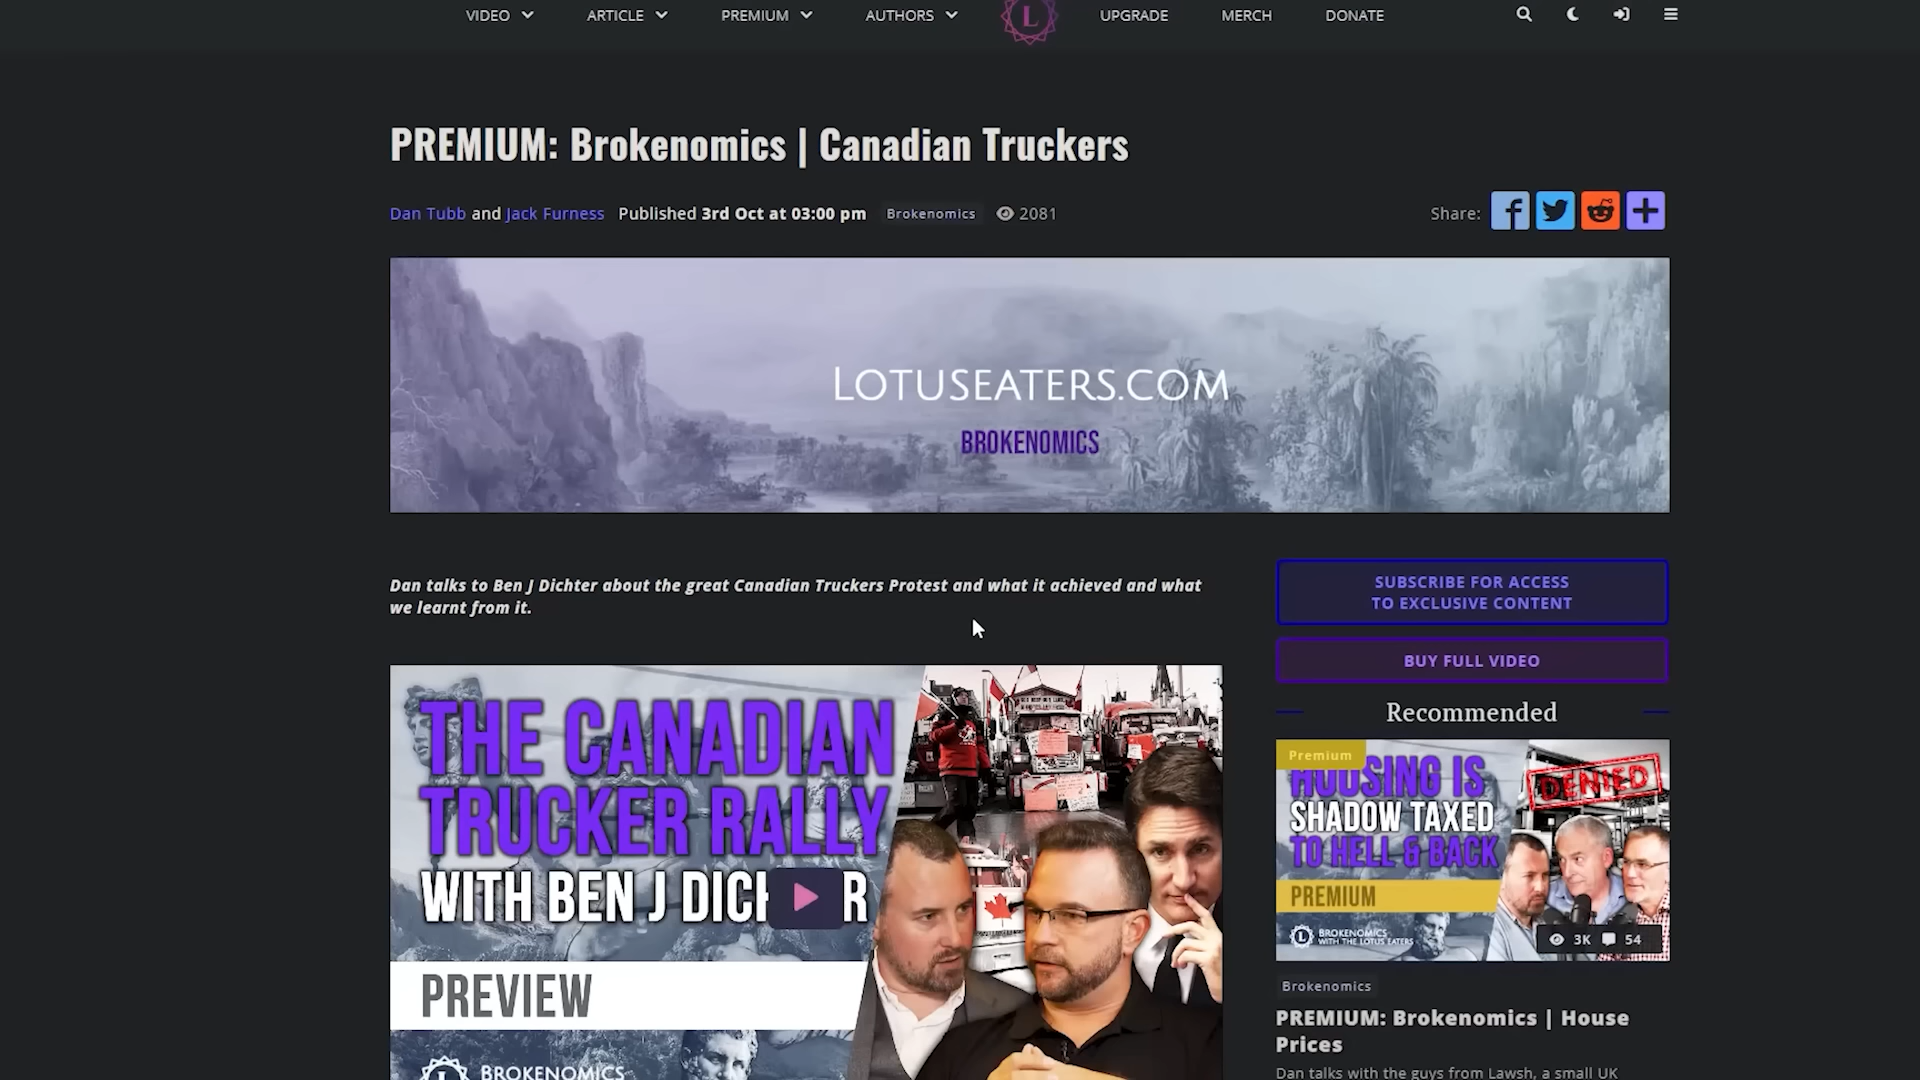 VIDEO
ARTICLE
PREMIUM
AUTHORS
L
UPGRADE
MERCH
DONATE
PREMIUM: Brokenomics | Canadian Truckers
Dan Tubb and Jack Furness Published 3rd Oct at 03:00 pm Brokenomics 2081
Share:
LOTUSEATERS.COM
BROKENOMICS
Dan talks to Ben J Dichter about the great Canadian Truckers Protest and what it achieved and what
we learnt from it.
THE CANADIAN
TRUCKER RALLY
WITH BEN J DICH R
PREVIEW
BROKENOMICS
SUBSCRIBE FOR ACCESS
TO EXCLUSIVE CONTENT
BUY FULL VIDEO
Recommended
Premium
HOUSING IS
SHADOW TAXED
TO HELL & BACK
DENIED
PREMIUM
L
BROKENOMICS
WITH THE LOTUS EATERS
3K 54
Brokenomics
PREMIUM: Brokenomics | House
Prices
Dan talks with the guys from Lawsh, a small UK